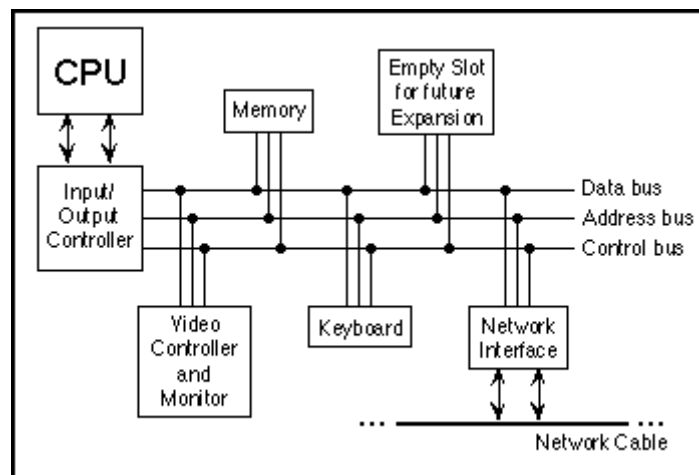 CPU
Memory
Empty Slot
for future
Expansion
Input/
Output
Controller
Data bus
Address bus
Control bus
Video
Controller
and
Monitor
Keyboard
Network
Interface
... ...
Network Cable